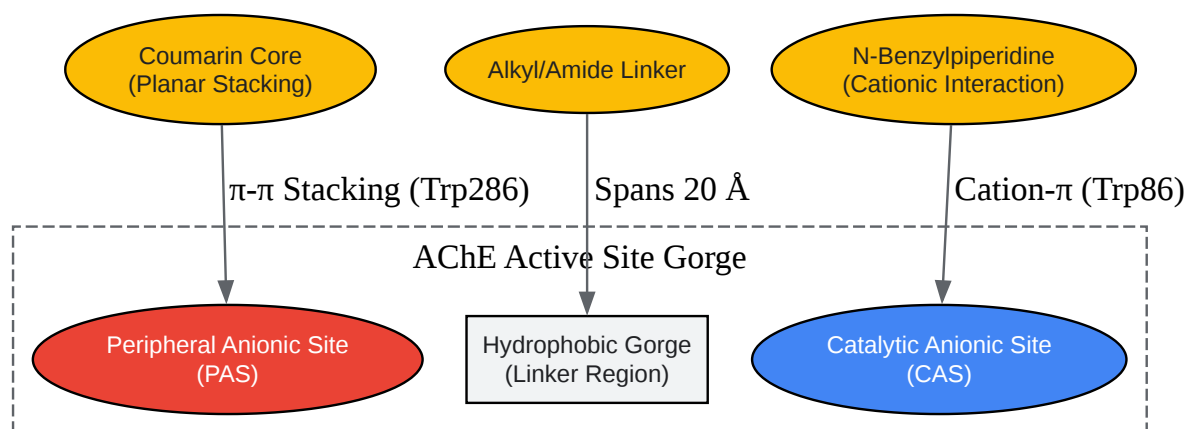 Coumarin Core
(Planar Stacking)
Alkyl/Amide Linker
N-Benzylpiperidine
(Cationic Interaction)
π-π Stacking (Trp286)
Spans 20 Å
Cation-π (Trp86)
AChE Active Site Gorge
Peripheral Anionic Site
(PAS)
Hydrophobic Gorge
(Linker Region)
Catalytic Anionic Site
(CAS)